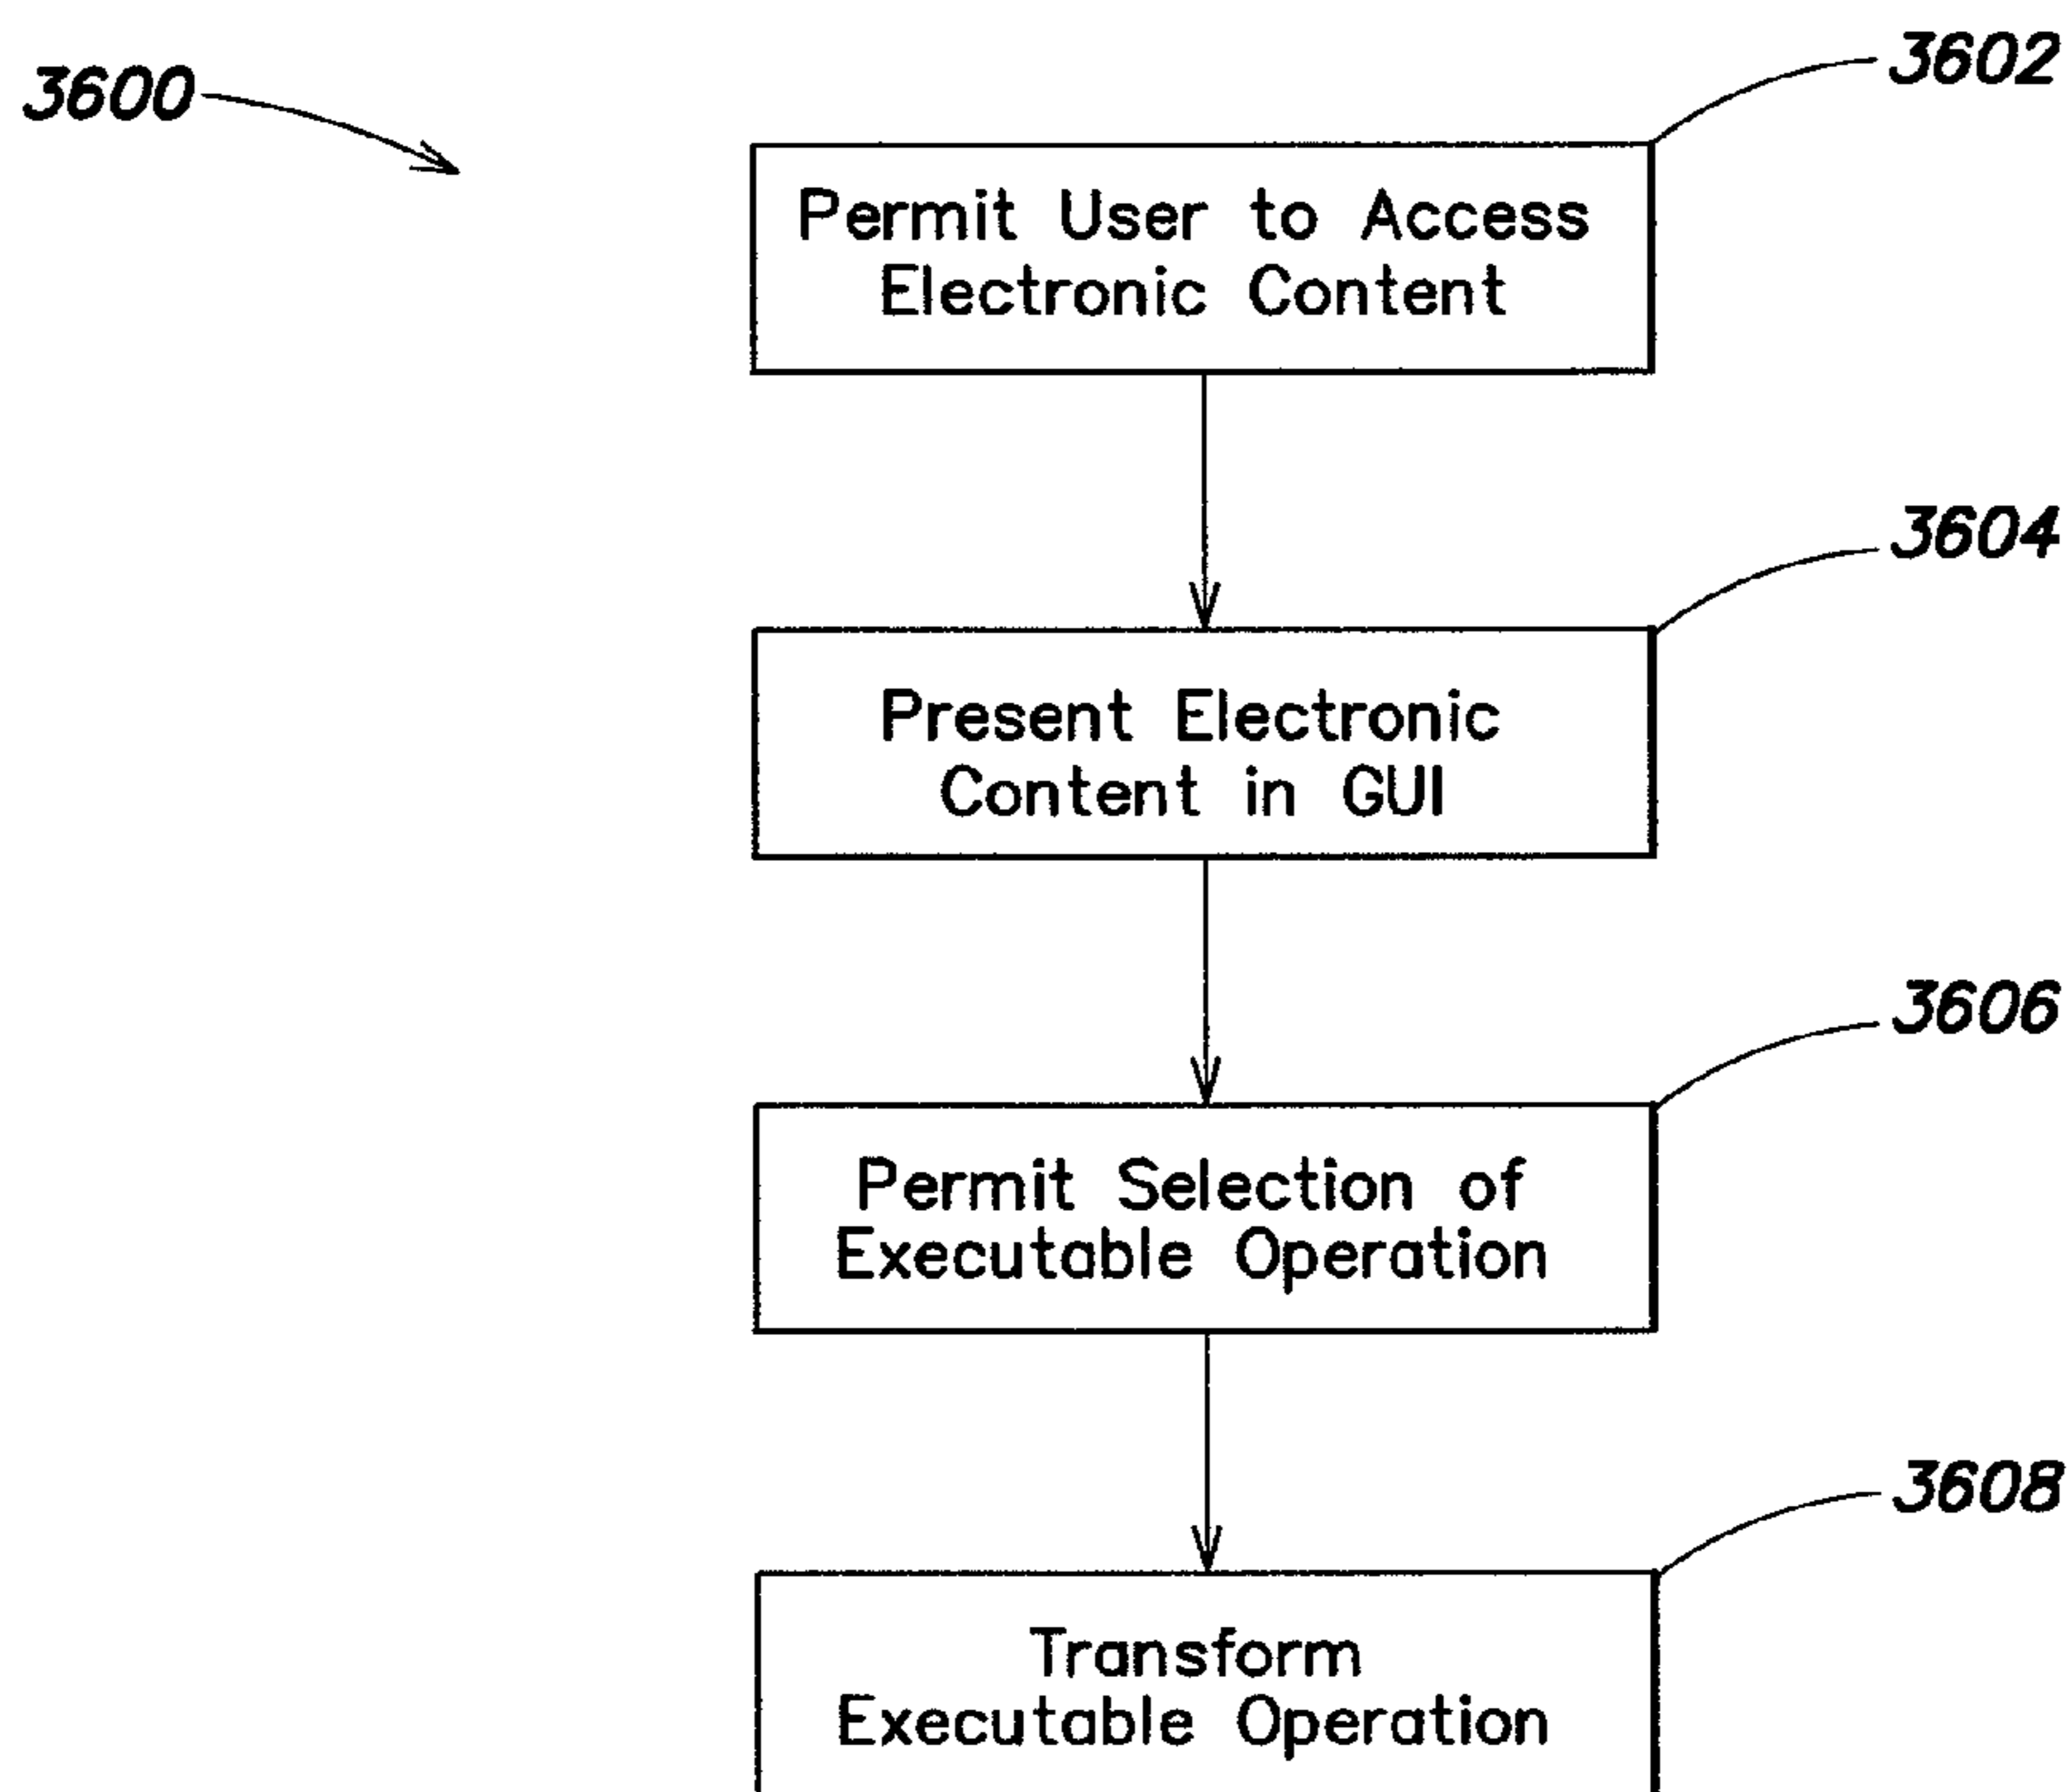 3600
3602
Permit User to Access
Electronic Content
3604
Present Electronic
Content in GUI
3606
Permit Selection of
Executable Operation
3608
Transform
Executable Operation